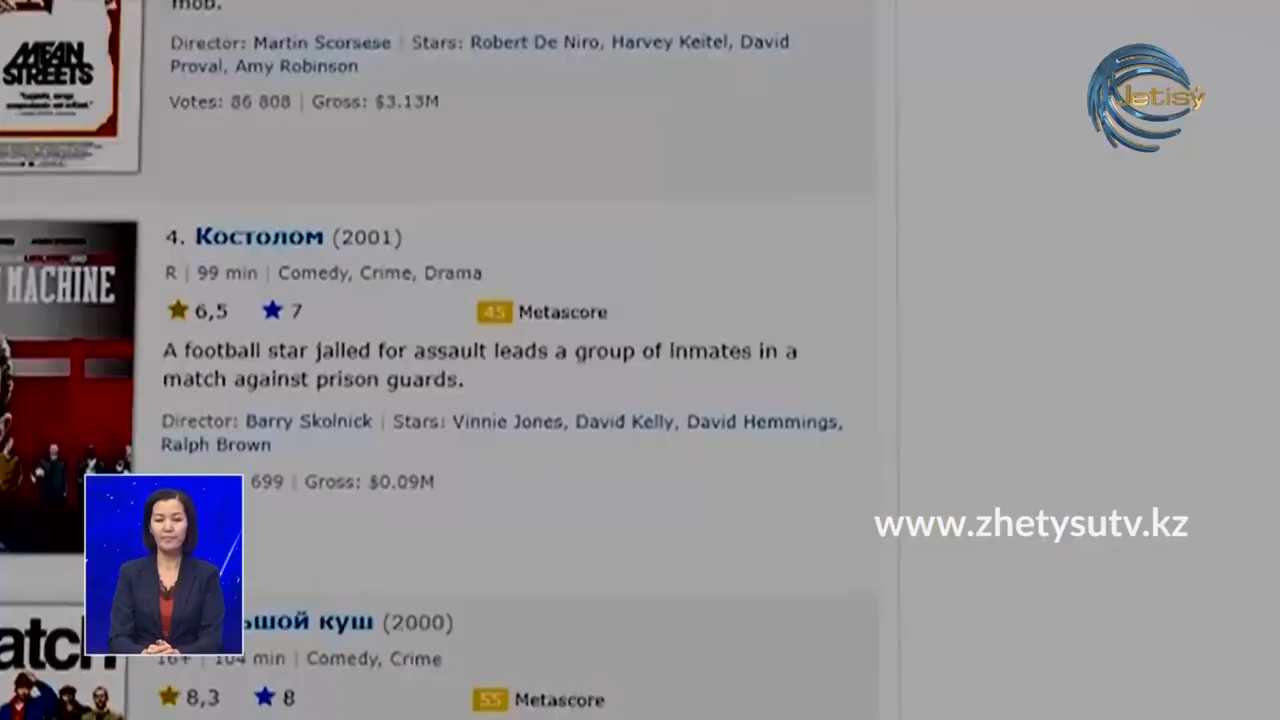 mob.
Director: Martin Scorsese | Stars: Robert De Niro, Harvey Keitel, David
Proval, Amy Robinson
Votes: 86 808 | Gross: $3.13M
MEAN
STREETS
Jetisý
4. Костолом (2001)
R | 99 min | Comedy, Crime, Drama
6,5 7 45 Metascore
MACHINE
A football star jailed for assault leads a group of inmates in a
match against prison guards.
Director: Barry Skolnick | Stars: Vinnie Jones, David Kelly, David Hemmings,
Ralph Brown
699 | Gross: $0.09M
www.zhetysutv.kz
ьшой куш (2000)
atch
16+ | 104 min | Comedy, Crime
8,3 8 55 Metascore